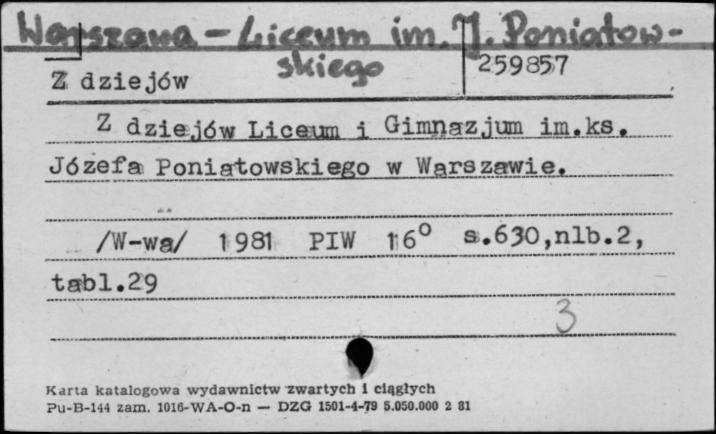 Warszawa - Liceum im. J. Poniatow-
skiego
Z dziejów 259857
Z dziejów Liceum i Gimnazjum im.ks.
Józefa Poniatowskiego w Warszawie.
/W-wa/ 1981 PIW 16° s.630,nlb.2,
tabl.29
3
Karta katalogowa wydawnictw zwartych i ciągłych
Pu-B-144 zam. 1016-WA-O-n — DZG 1501-4-79 5.050.000 2 81